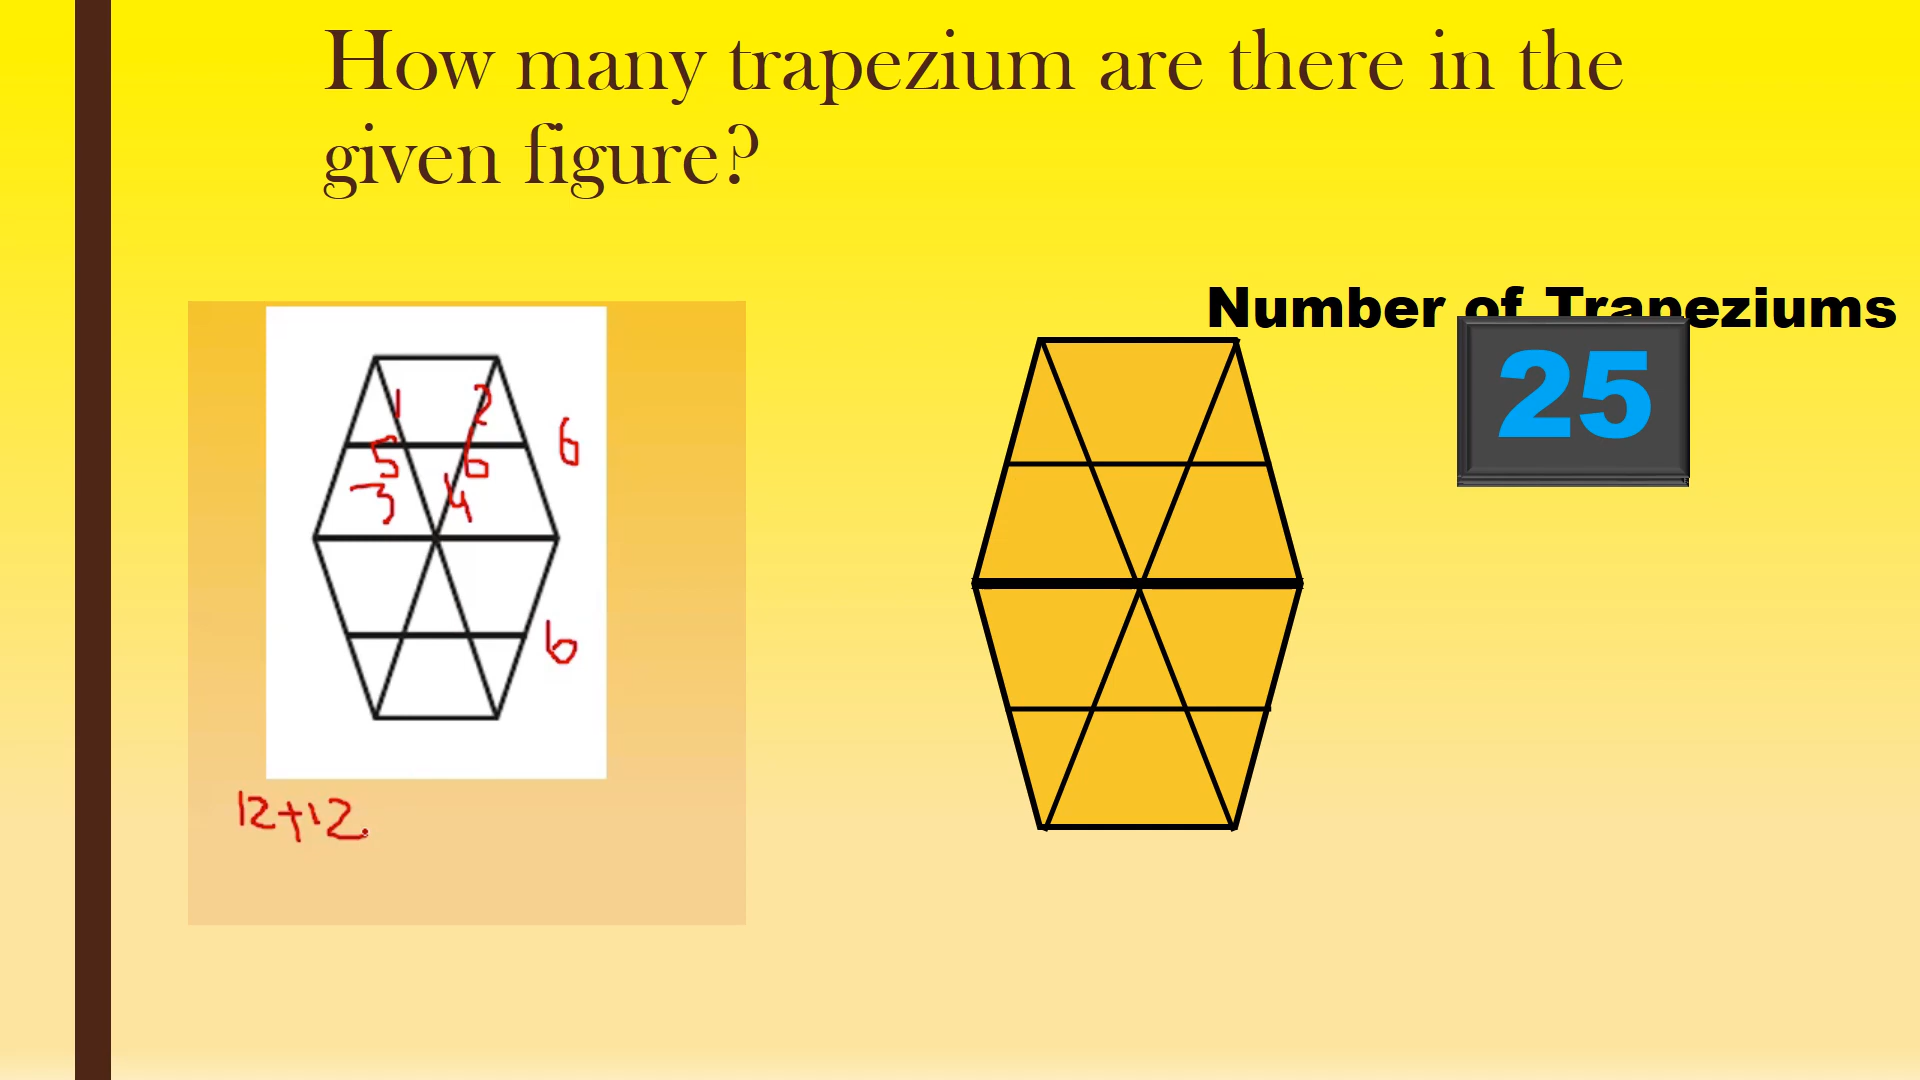 How many trapezium are there in the
given figure?
Number of Trapeziums
25
1 2
6
5 6
3 4
6
12+12